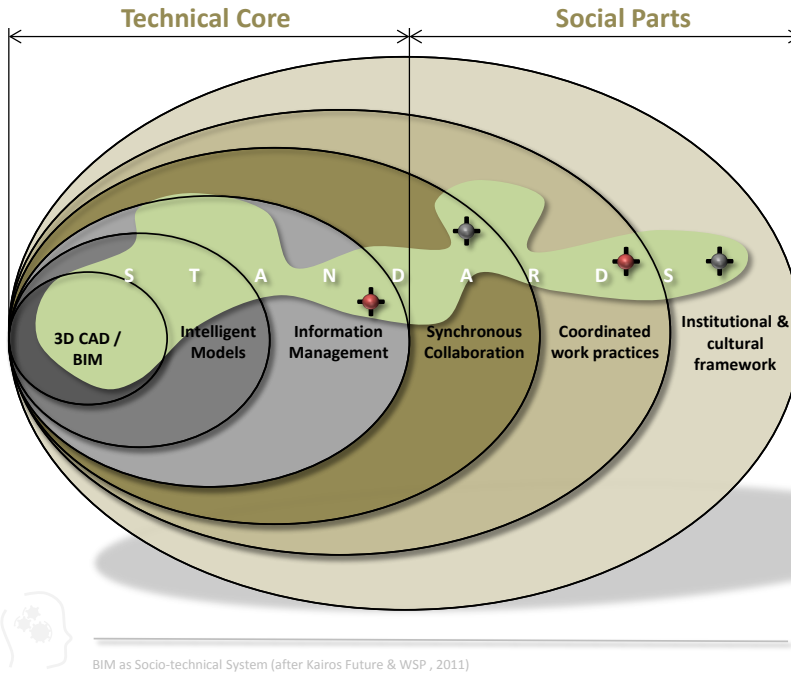 Technical Core
Social Parts
S T A N D A R D S
3D CAD /
BIM
Intelligent
Models
Information
Management
Synchronous
Collaboration
Coordinated
work practices
Institutional &
cultural
framework
BIM as Socio-technical System (after Kairos Future & WSP , 2011)